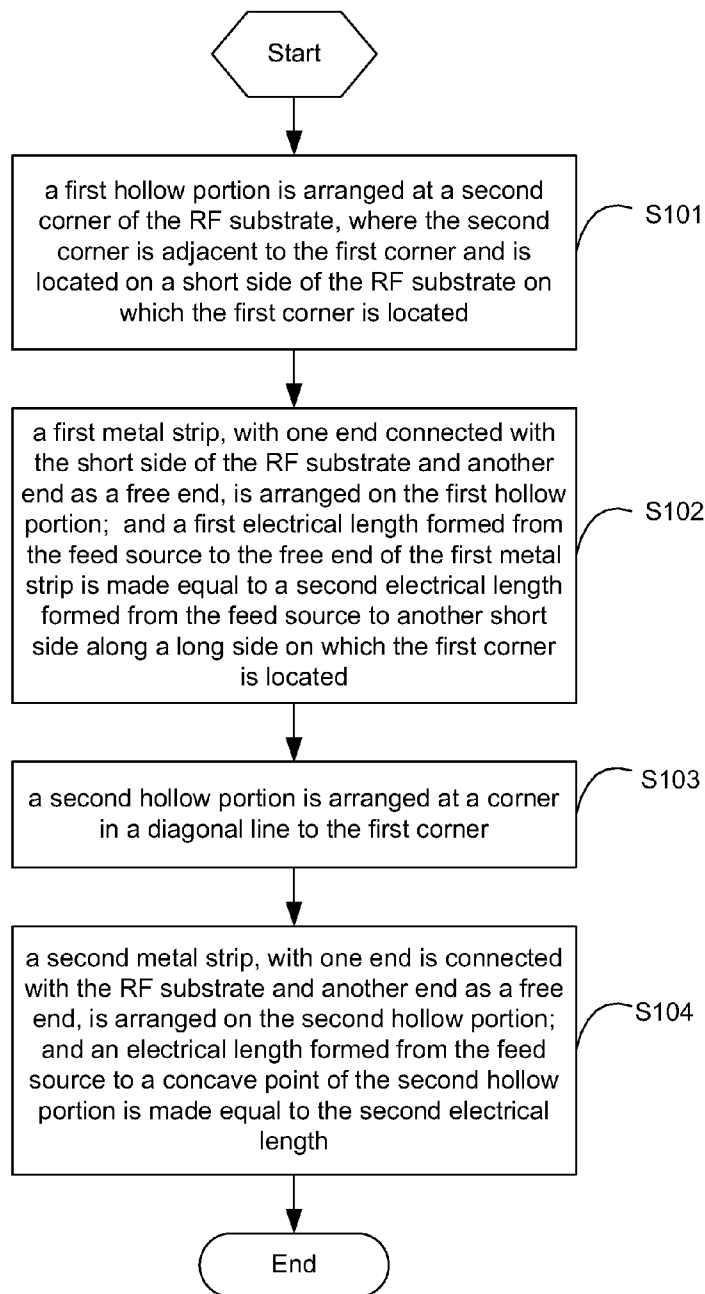 Start
a first hollow portion is arranged at a second
corner of the RF substrate, where the second
corner is adjacent to the first corner and is
located on a short side of the RF substrate on
which the first corner is located
S101
a first metal strip, with one end connected with
the short side of the RF substrate and another
end as a free end, is arranged on the first hollow
portion; and a first electrical length formed from
the feed source to the free end of the first metal
strip is made equal to a second electrical length
formed from the feed source to another short
side along a long side on which the first corner
is located
S102
a second hollow portion is arranged at a corner
in a diagonal line to the first corner
S103
a second metal strip, with one end is connected
with the RF substrate and another end as a free
end, is arranged on the second hollow portion;
and an electrical length formed from the feed
source to a concave point of the second hollow
portion is made equal to the second electrical
length
S104
End